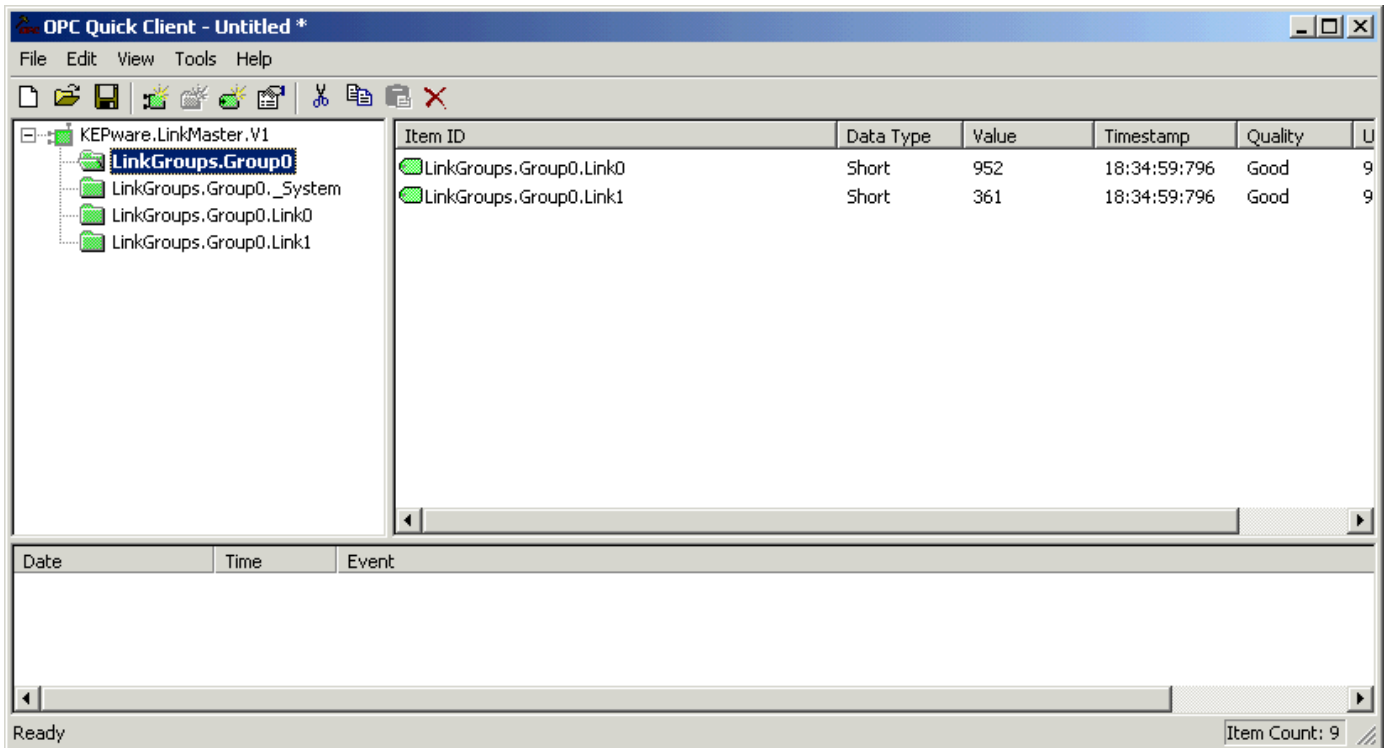 OPC Quick Client - Untitled *
File Edit View Tools Help
KEPware.LinkMaster.V1
LinkGroups.Group0
LinkGroups.Group0._System
LinkGroups.Group0.Link0
LinkGroups.Group0.Link1
Item ID Data Type Value Timestamp Quality U
LinkGroups.Group0.Link0 Short 952 18:34:59:796 Good 9
LinkGroups.Group0.Link1 Short 361 18:34:59:796 Good 9
Date Time Event
Ready Item Count: 9